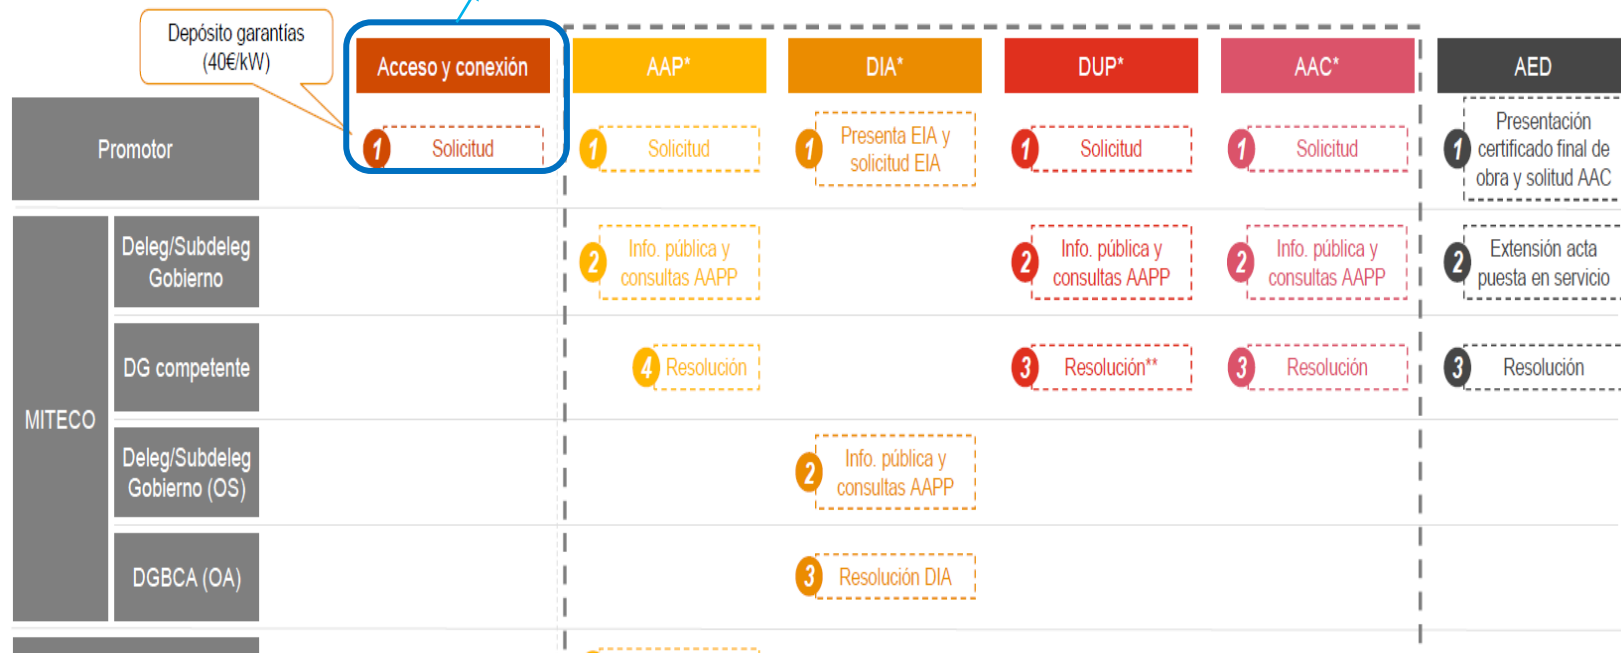 Depósito garantías
(40€/kW)
Acceso y conexión
AAP*
DIA*
DUP*
AAC*
AED
Promotor
1 Solicitud
1 Solicitud
1 Presenta EIA y
solicitud EIA
1 Solicitud
1 Solicitud
1 Presentación
certificado final de
obra y solitud AAC
MITECO
Deleg/Subdeleg
Gobierno
2 Info. pública y
consultas AAPP
2 Info. pública y
consultas AAPP
2 Info. pública y
consultas AAPP
2 Extensión acta
puesta en servicio
DG competente
4 Resolución
3 Resolución**
3 Resolución
3 Resolución
Deleg/Subdeleg
Gobierno (OS)
2 Info. pública y
consultas AAPP
DGBCA (OA)
3 Resolución DIA